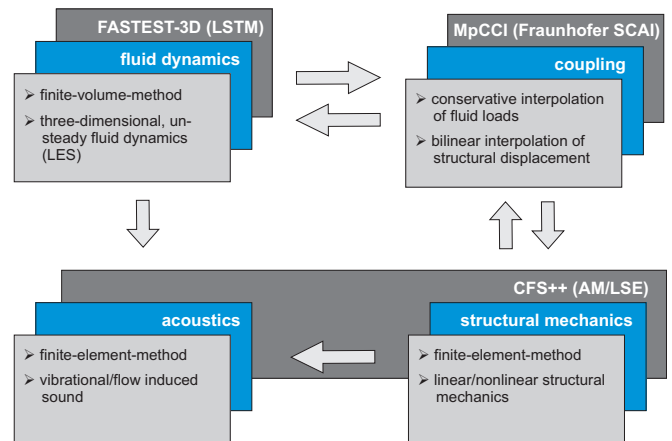 FASTEST-3D (LSTM)
fluid dynamics
➢ finite-volume-method
➢ three-dimensional, un-
steady fluid dynamics
(LES)
MpCCI (Fraunhofer SCAI)
coupling
➢ conservative interpolation
of fluid loads
➢ bilinear interpolation of
structural displacement
CFS++ (AM/LSE)
acoustics
➢ finite-element-method
➢ vibrational/flow induced
sound
structural mechanics
➢ finite-element-method
➢ linear/nonlinear structural
mechanics